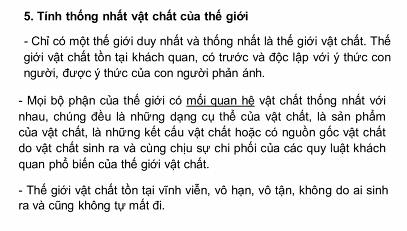 5. Tính thống nhất vật chất của thế giới
- Chỉ có một thế giới duy nhất và thống nhất là thế giới vật chất. Thế
giới vật chất tồn tại khách quan, có trước và độc lập với ý thức con
người, được ý thức của con người phản ánh.
- Mọi bộ phận của thế giới có mối quan hệ vật chất thống nhất với
nhau, chúng đều là những dạng cụ thể của vật chất, là sản phẩm
của vật chất, là những kết cấu vật chất hoặc có nguồn gốc vật chất
do vật chất sinh ra và cùng chịu sự chi phối của các quy luật khách
quan phổ biến của thế giới vật chất.
- Thế giới vật chất tồn tại vĩnh viễn, vô hạn, vô tận, không do ai sinh
ra và cũng không tự mất đi.